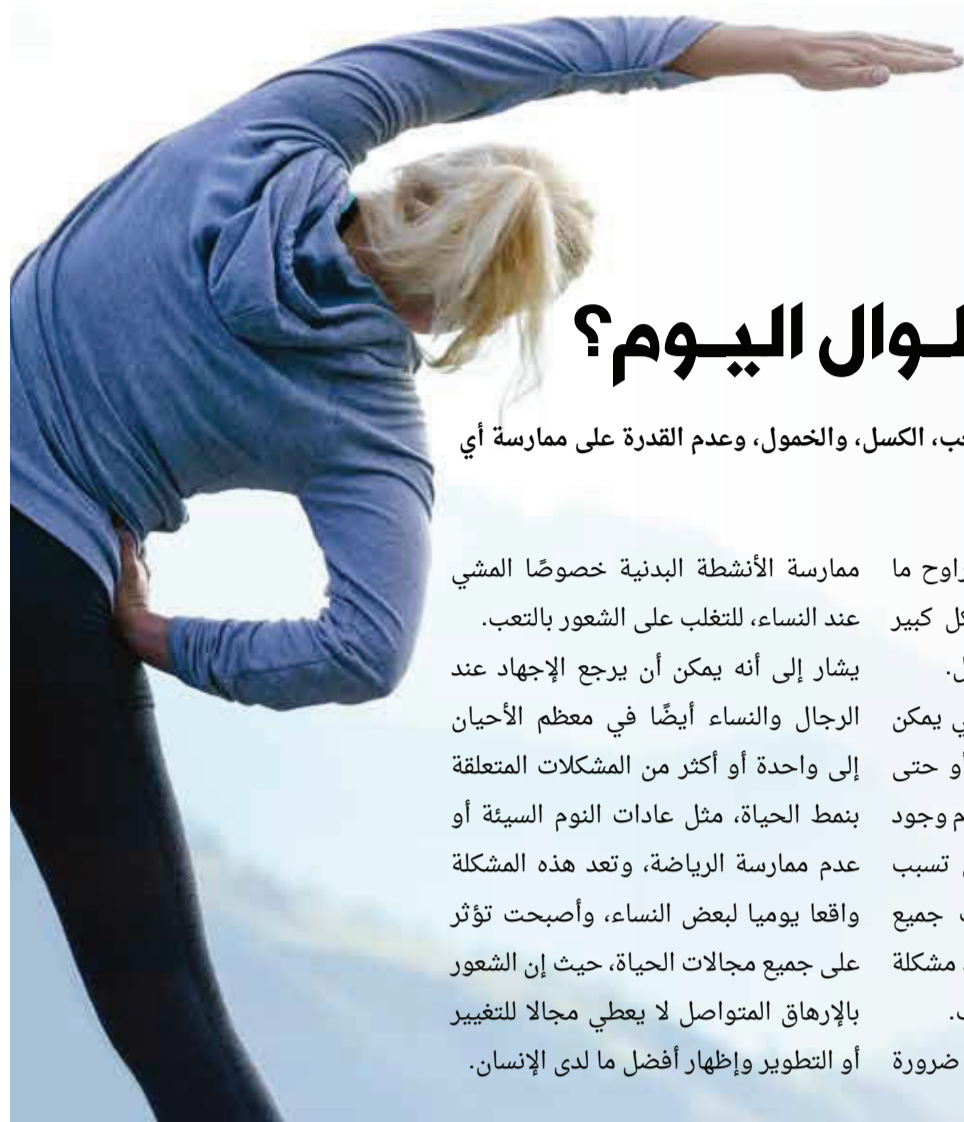 اليوم؟
الكسل، والخمول، وعدم القدرة على ممارسة أي
ما
كبير
يمكن
أو حتى
وجود
تسبب
جميع
مشكلة
ضرورة
ممارسة الأنشطة البدنية خصوصًا المشي
عند النساء، للتغلب على الشعور بالتعب.
يشار إلى أنه يمكن أن يرجع الإجهاد عند
الرجال والنساء أيضًا في معظم الأحيان
إلى واحدة أو أكثر من المشكلات المتعلقة
بنمط الحياة، مثل عادات النوم السيئة أو
عدم ممارسة الرياضة، وتعد هذه المشكلة
واقعا يوميا لبعض النساء، وأصبحت تؤثر
على جميع مجالات الحياة، حيث إن الشعور
بالإرهاق المتواصل لا يعطي مجالا للتغيير
أو التطوير وإظهار أفضل ما لدى الإنسان.